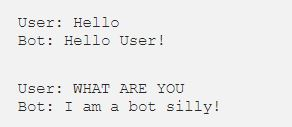 User: Hello
Bot: Hello User!
User: WHAT ARE YOU
Bot: I am a bot silly!